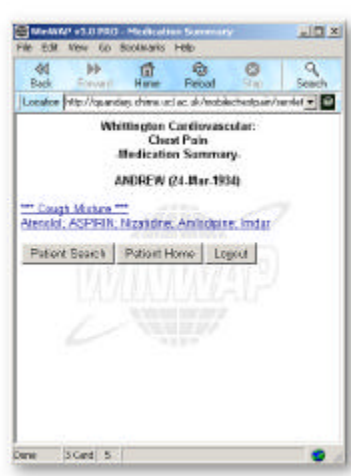 WinWAP v3.0 PRO - Medication Summary
File Edit View Go Bookmarks Help
Back Forward Home Reload Stop Search
Location
Whittington Cardiovascular:
Chest Pain
Medication Summary.
ANDREW (24-Mar-1934)
*** Cough Mixture ***
Atenolol; ASPIRIN; Nizatidine; Amlodipine; Imdur
Patient Search Patient Home Logout
WINWAP
Done 3 Card 5